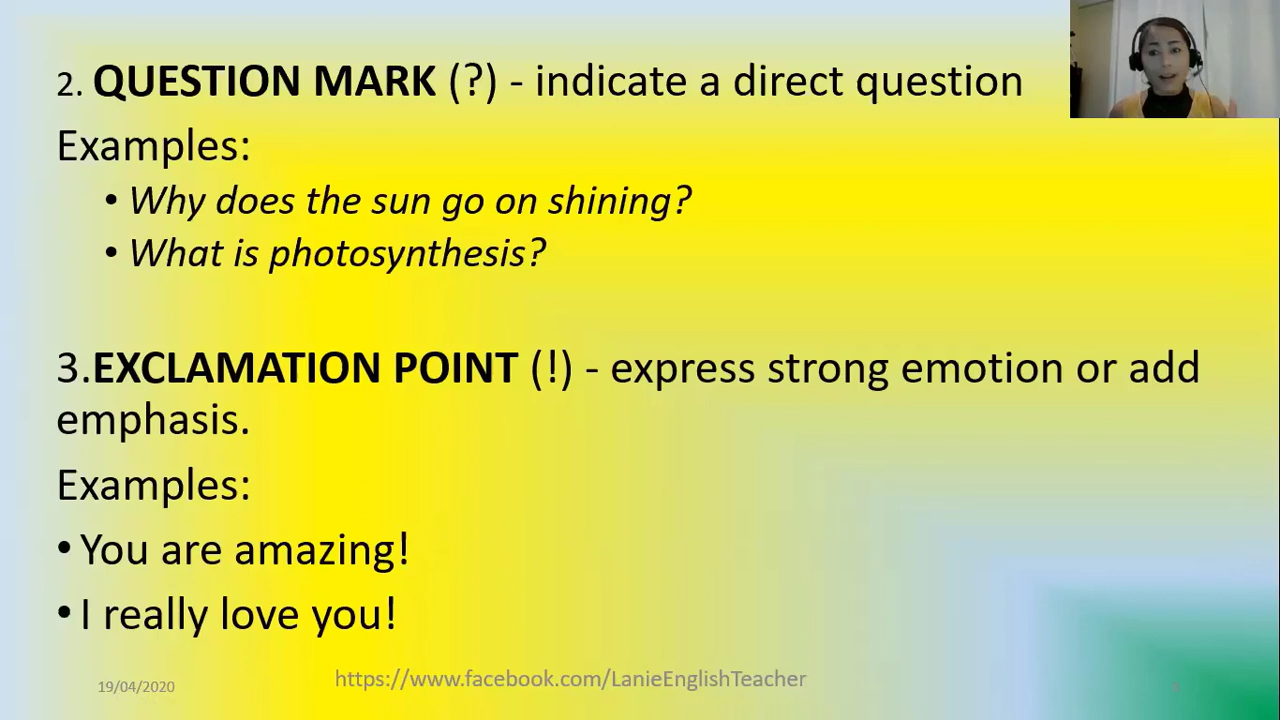 2. QUESTION MARK (?) - indicate a direct question
Examples:
• Why does the sun go on shining?
• What is photosynthesis?
3.EXCLAMATION POINT (!) - express strong emotion or add
emphasis.
Examples:
• You are amazing!
• I really love you!
19/04/2020
https://www.facebook.com/LanieEnglishTeacher